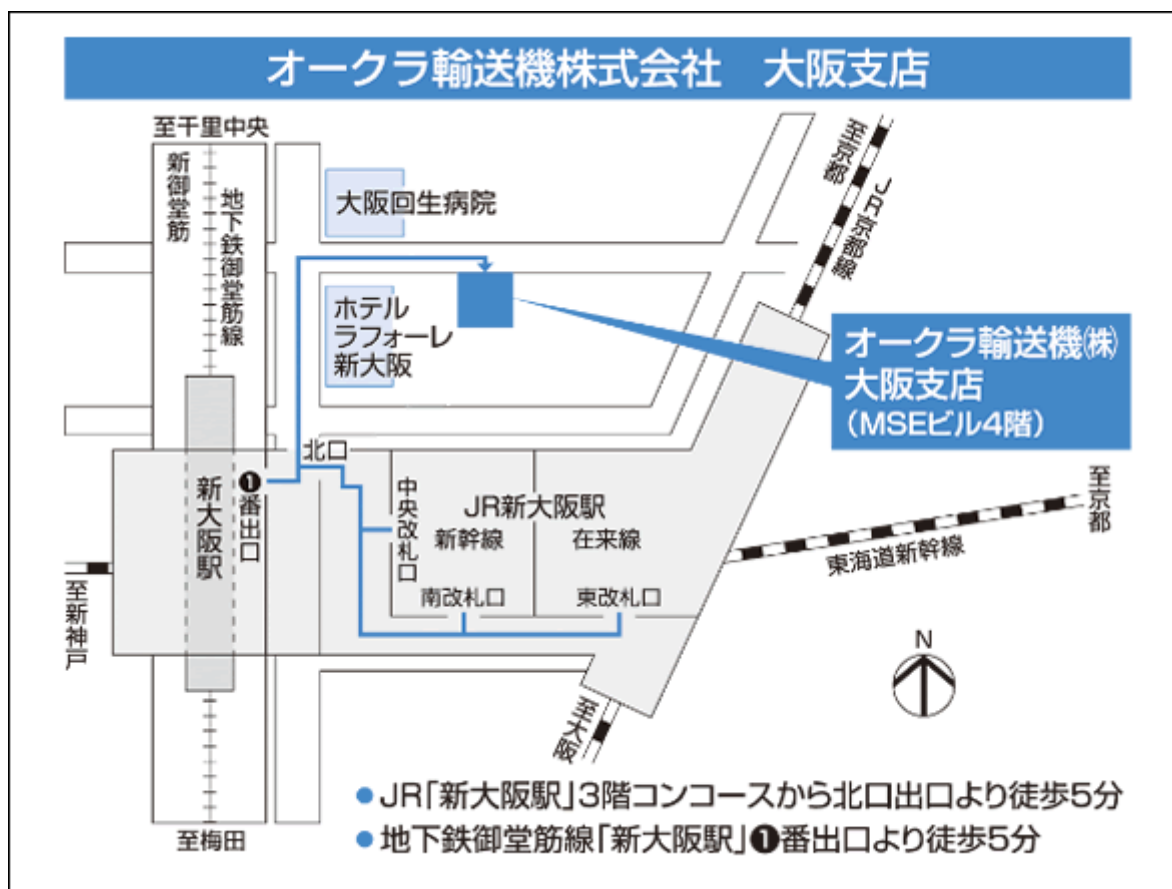 オークラ輸送機株式会社　大阪支店
至千里中央
新御堂筋
地下鉄御堂筋線
大阪回生病院
至京都
JR京都線
ホテル
ラフォーレ
新大阪
オークラ輸送機㈱
大阪支店
(MSEビル4階)
北口
❶番出口
新大阪駅
中央改札口
JR新大阪駅
新幹線
在来線
南改札口
東改札口
至京都
東海道新幹線
至新神戸
N
至大阪
至梅田
●JR「新大阪駅」3階コンコースから北口出口より徒歩5分
●地下鉄御堂筋線「新大阪駅」❶番出口より徒歩5分